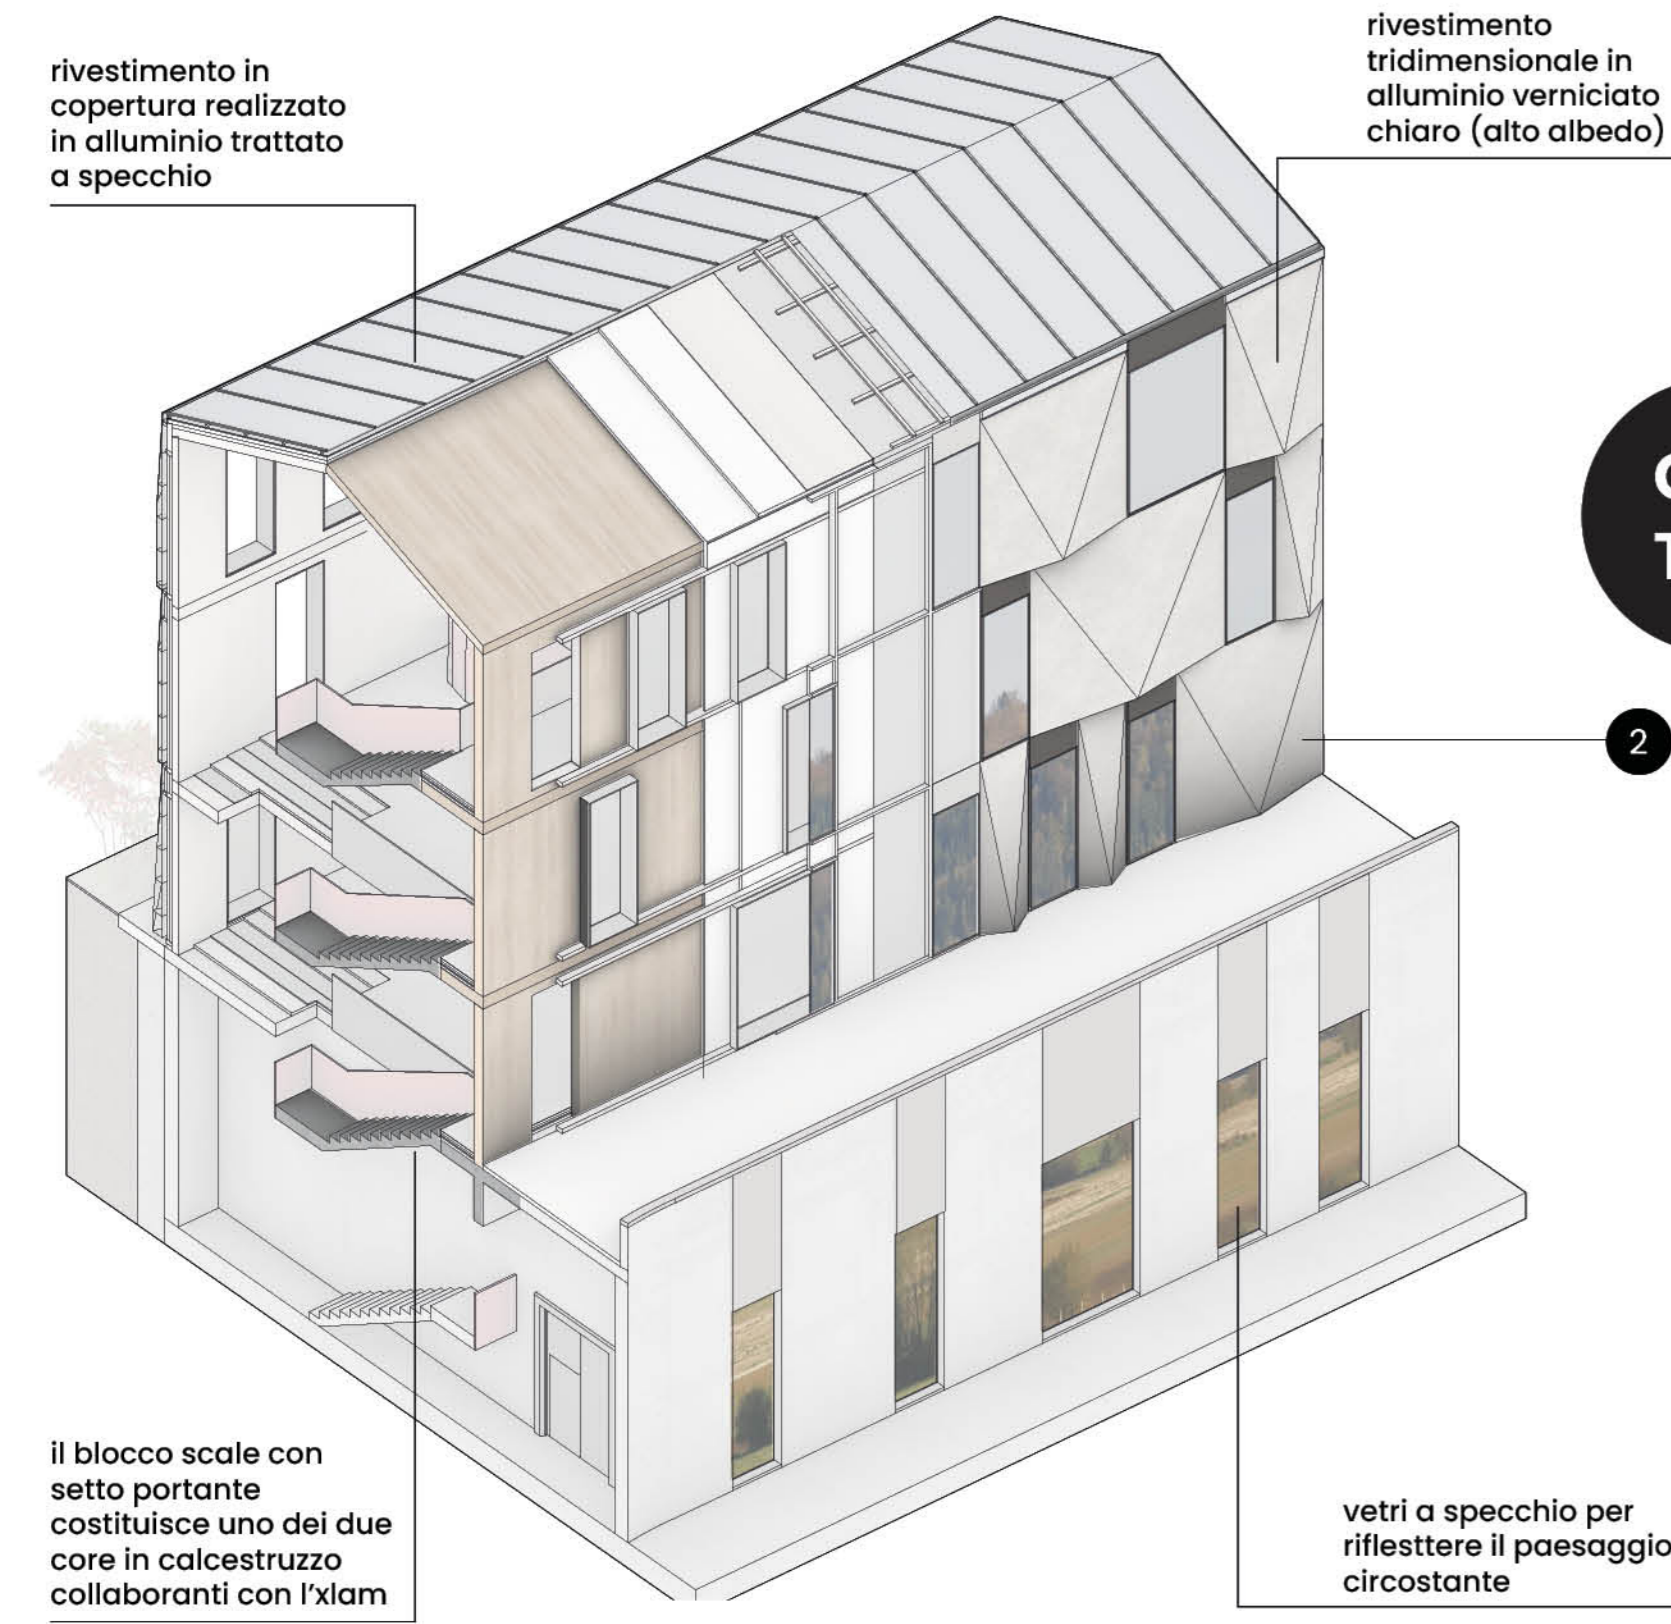 rivestimento in
copertura realizzato
in alluminio trattato
a specchio
rivestimento
tridimensionale in
alluminio verniciato
chiaro (alto albedo)
2
il blocco scale con
setto portante
costituisce uno dei due
core in calcestruzzo
collaboranti con l'xlam
vetri a specchio per
riflesttere il paesaggio
circostante